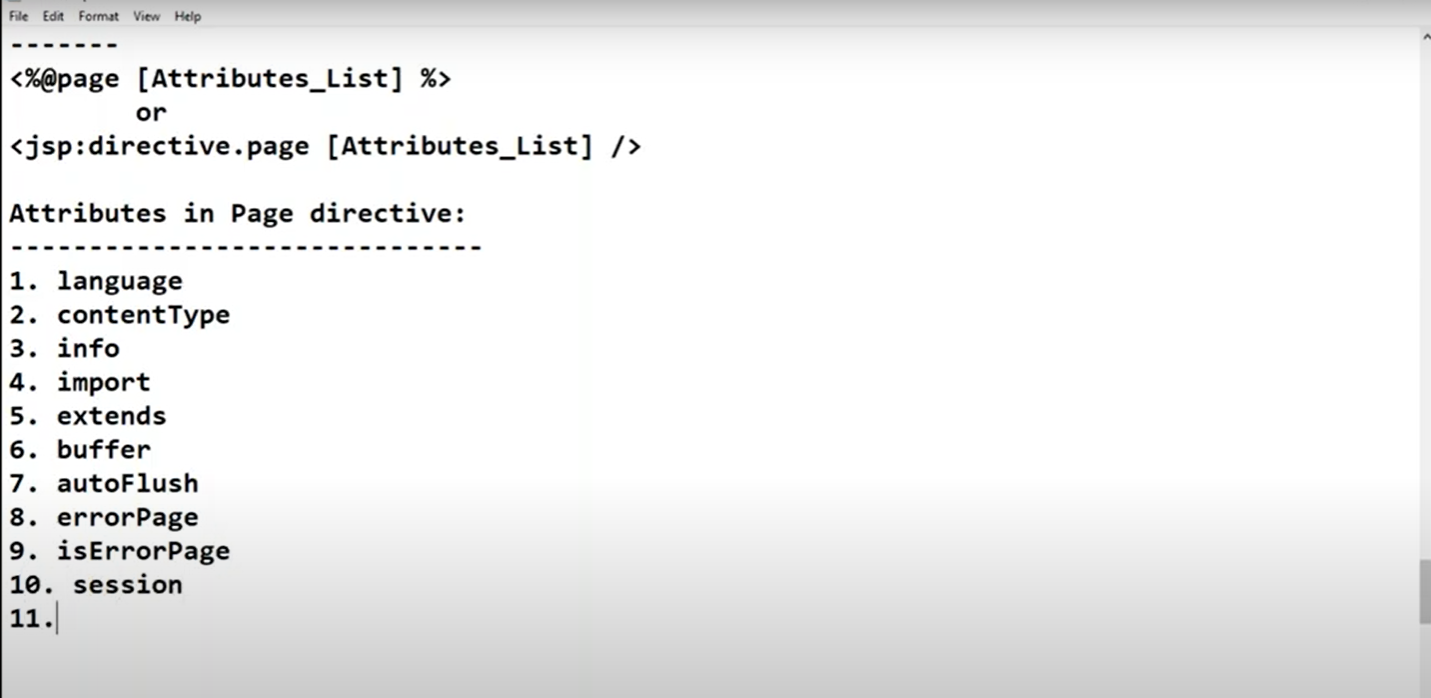 File Edit Format View Help
-------
<%@page [Attributes_List] %>
or
<jsp:directive.page [Attributes_List] />
Attributes in Page directive:
------------------------------
1. language
2. contentType
3. info
4. import
5. extends
6. buffer
7. autoFlush
8. errorPage
9. isErrorPage
10. session
11.